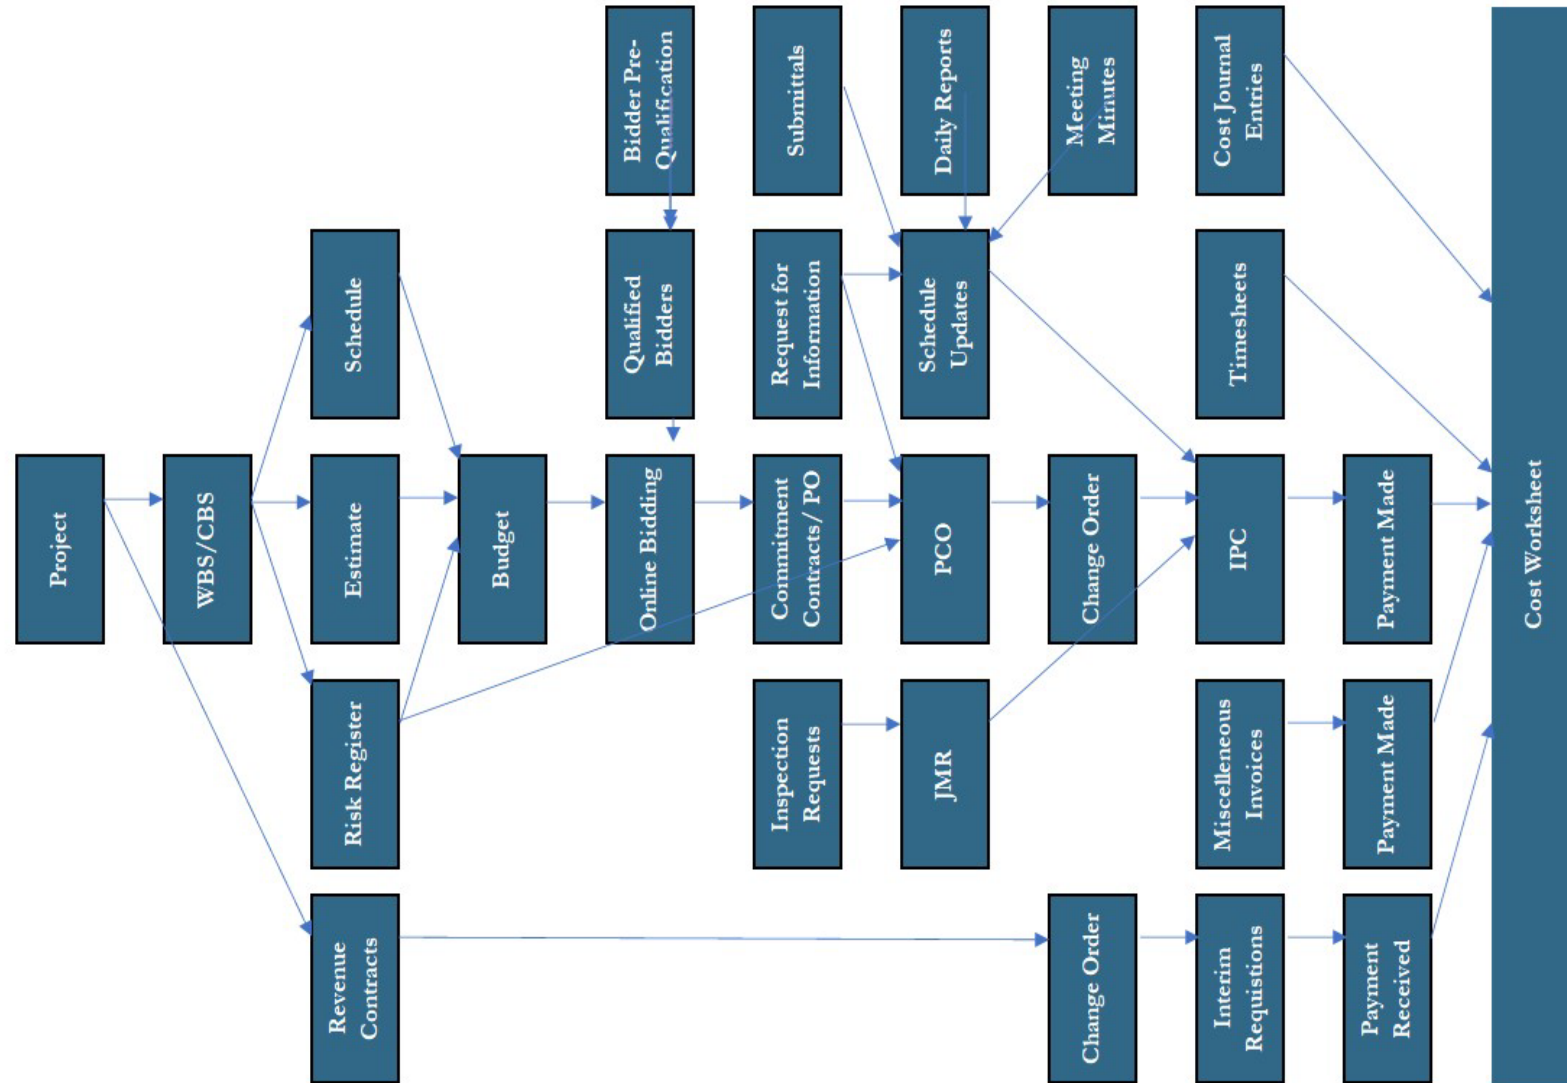 Project
WBS/CBS
Revenue
Contracts
Risk Register
Estimate
Schedule
Budget
Online Bidding
Qualified
Bidders
Bidder Pre-
Qualification
Inspection
Requests
Commitment
Contracts/ PO
Request for
Information
Submittals
JMR
PCO
Schedule
Updates
Daily Reports
Change Order
Change Order
Meeting
Minutes
Interim
Requistions
Miscelleneous
Invoices
IPC
Timesheets
Cost Journal
Entries
Payment
Received
Payment Made
Payment Made
Cost Worksheet